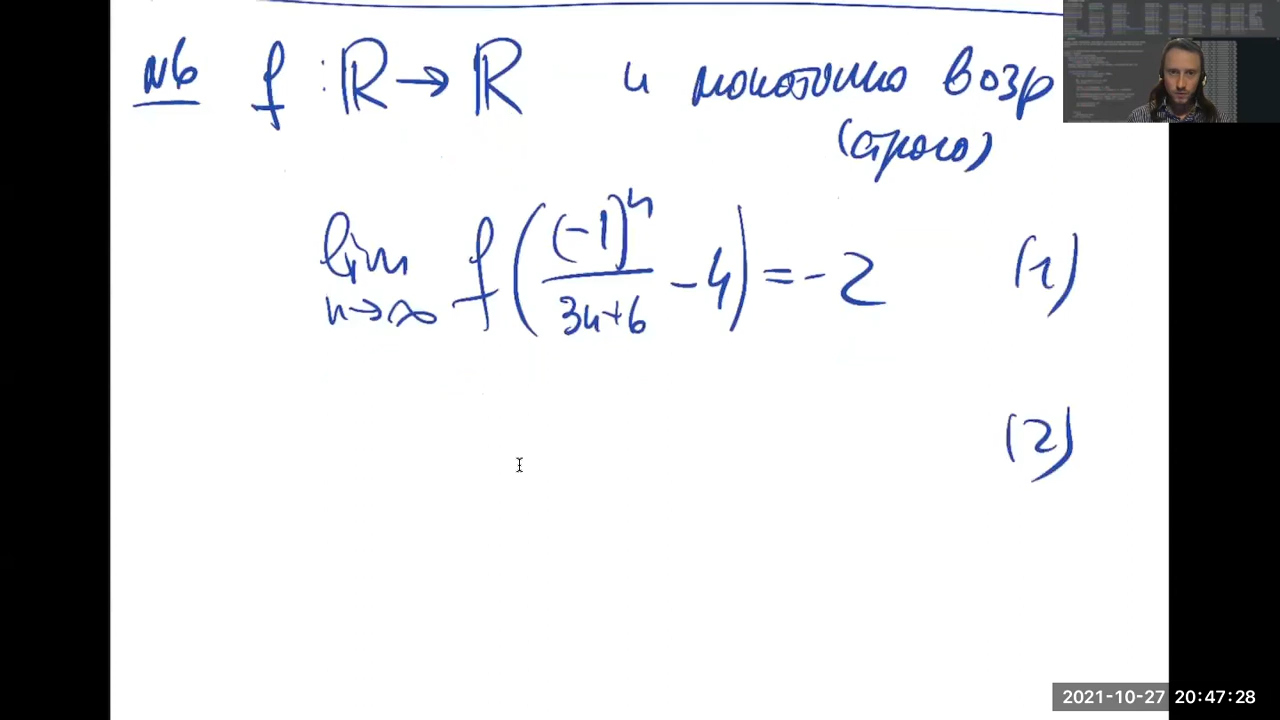 №6 f : ℝ → ℝ и монотонно возр
(строго)
lim n→∞ f((-1)^n / (3n+6) - 4) = -2 (1)
(2)
2021-10-27 20:47:28